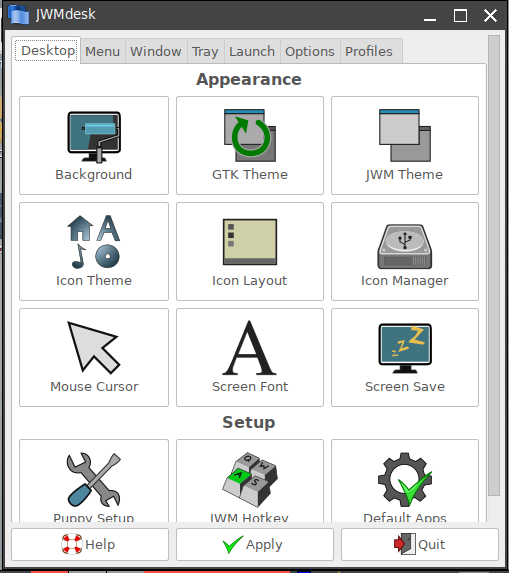 JWMdesk
Desktop Menu Window Tray Launch Options Profiles
Appearance
Background GTK Theme JWM Theme
Icon Theme Icon Layout Icon Manager
A
Mouse Cursor Screen Font Screen Save
Z Z Z
Setup
Q W A S
Puppy Setup JWM Hotkey Default Apps
Help Apply Quit